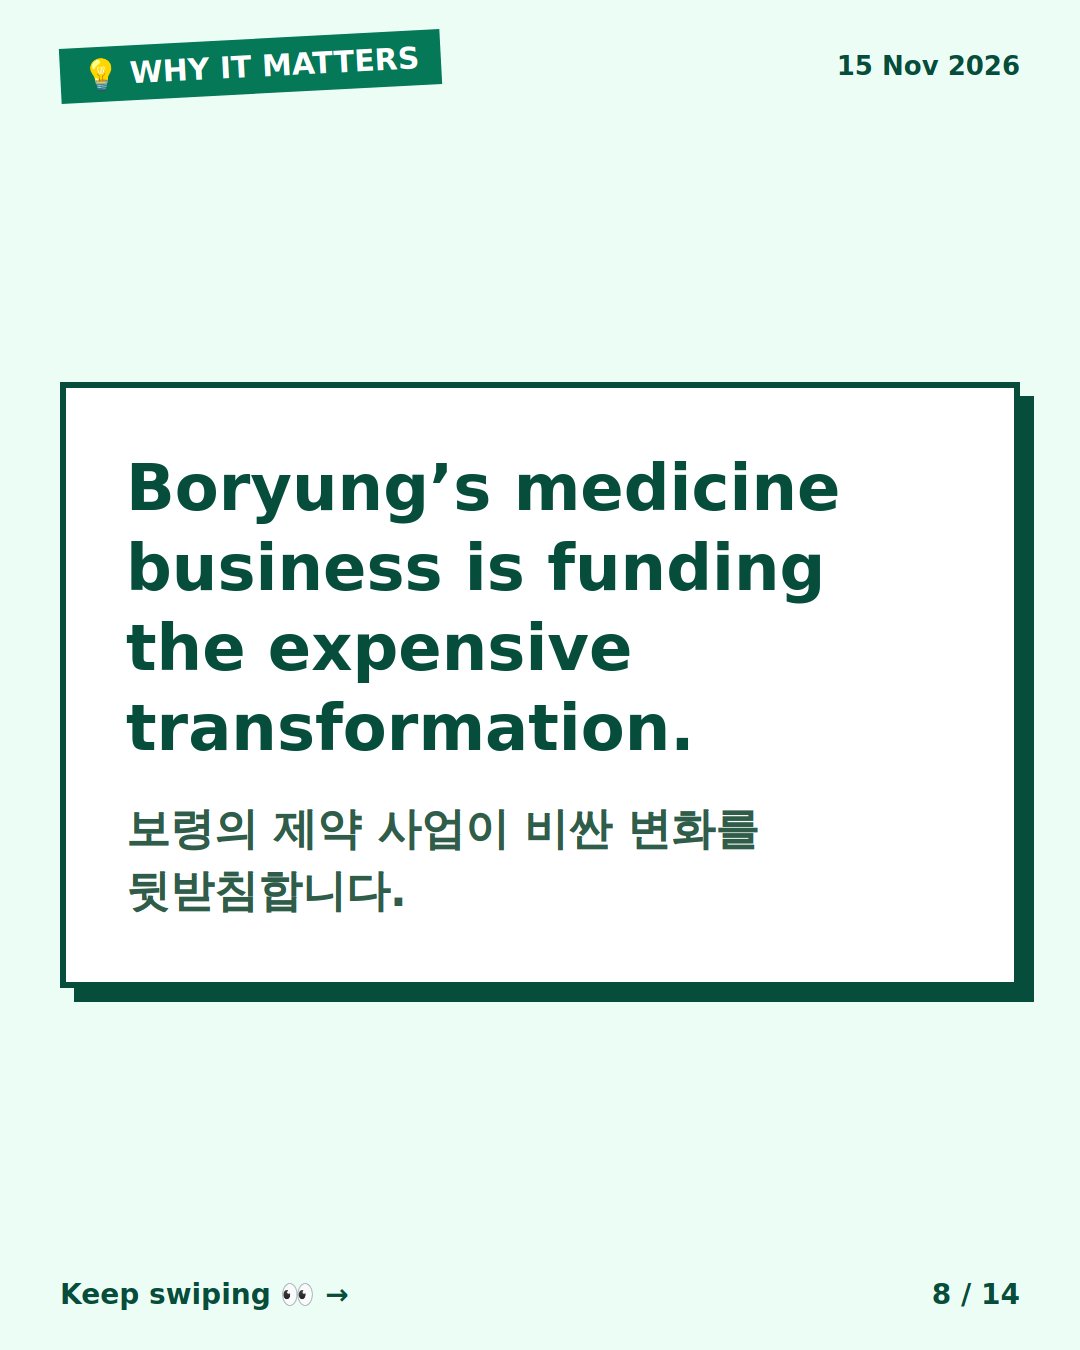 💡 WHY IT MATTERS
15 Nov 2026
Boryung’s medicine
business is funding
the expensive
transformation.
보령의 제약 사업이 비싼 변화를
뒷받침합니다.
Keep swiping 👀 →
8 / 14